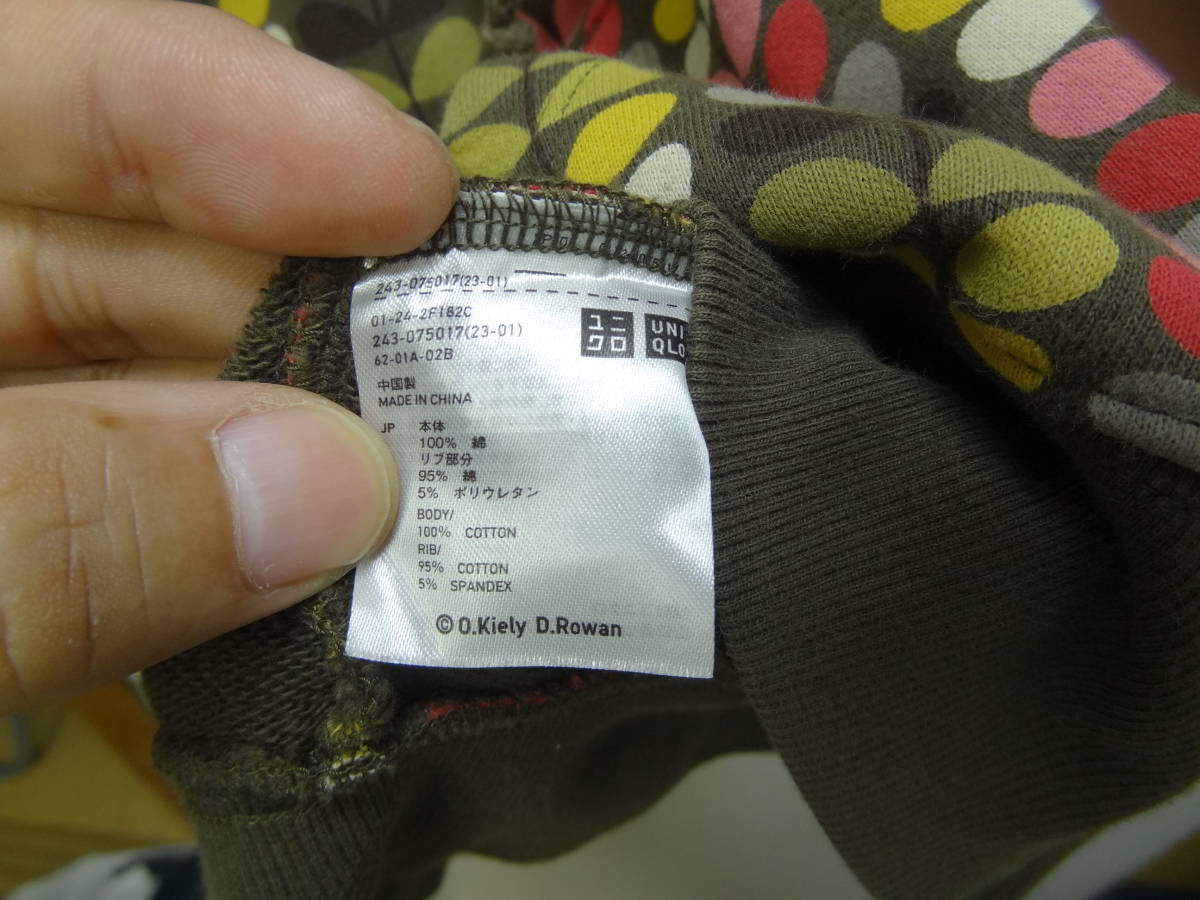 243-075017(23-01)
01-24-2F182C
243-075017(23-01)
62-01A-02B
ユニ
クロ
UNI
QLO
中国製
MADE IN CHINA
JP 本体
100% 綿
リブ部分
95% 綿
5% ポリウレタン
BODY/
100% COTTON
RIB/
95% COTTON
5% SPANDEX
© O.Kiely D.Rowan